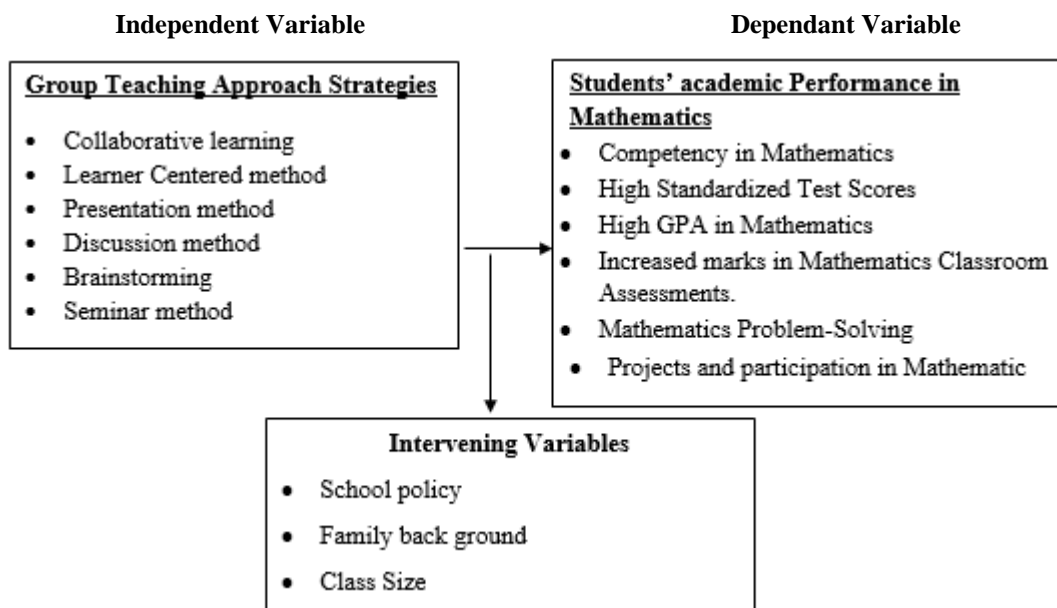 Independent Variable
Dependant Variable
Group Teaching Approach Strategies
• Collaborative learning
• Learner Centered method
• Presentation method
• Discussion method
• Brainstorming
• Seminar method
Students’ academic Performance in
Mathematics
• Competency in Mathematics
• High Standardized Test Scores
• High GPA in Mathematics
• Increased marks in Mathematics Classroom
Assessments.
• Mathematics Problem-Solving
• Projects and participation in Mathematic
Intervening Variables
• School policy
• Family back ground
• Class Size